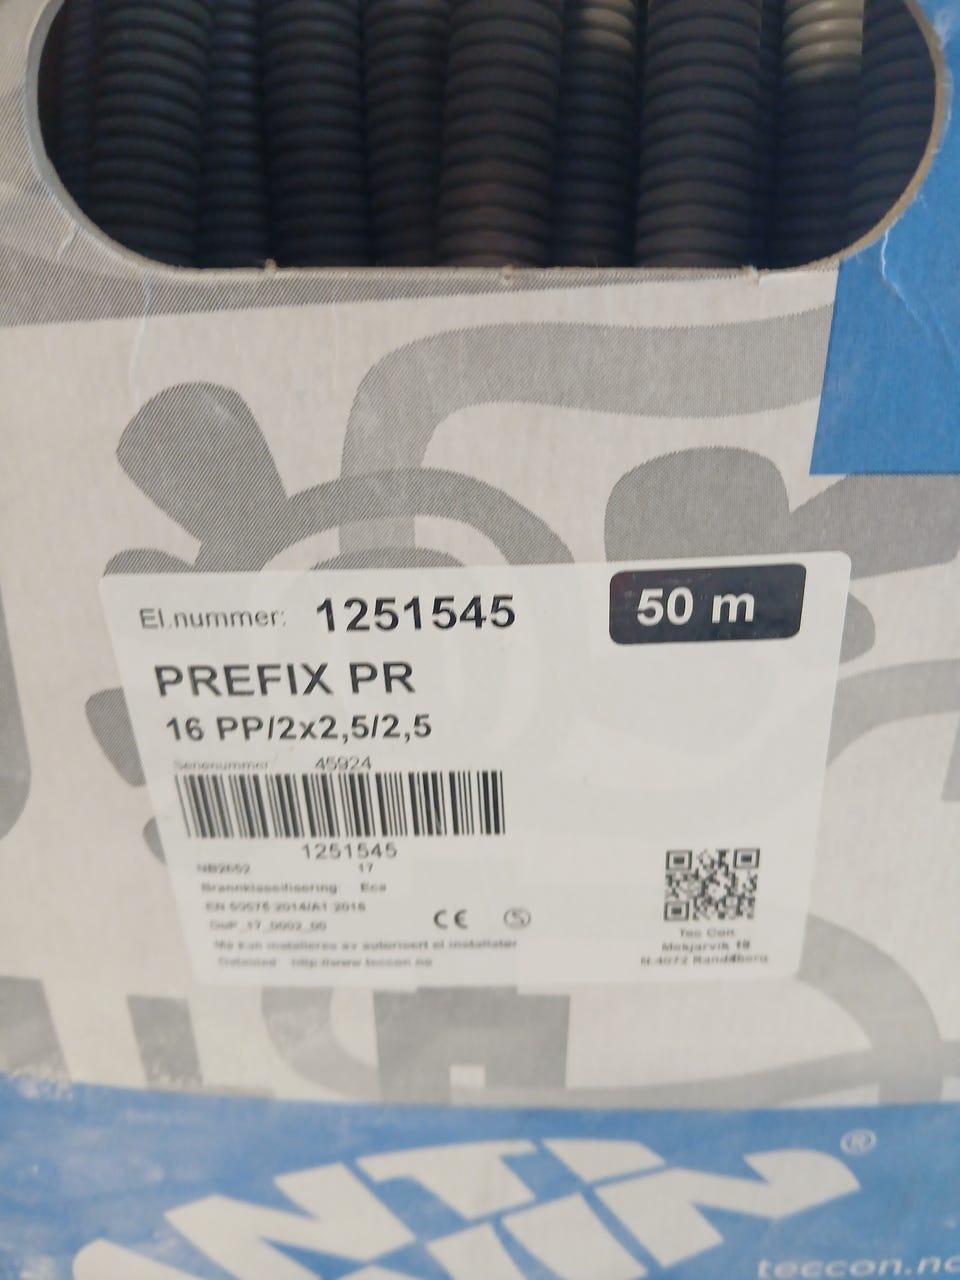 El.nummer: 1251545
50 m
PREFIX PR
16 PP/2x2,5/2,5
Serienummer 45924
1251545
NB2652 17
Brannklassifisering: Eca
EN 50575:2014/A1:2016
DoP_17_0002_00
CE S
Må kun installeres av autorisert el installatør
Datablad http://www.teccon.no
Tec Con
Mekjarvik 18
N-4072 Randaberg
ANTI
®
teccon.no